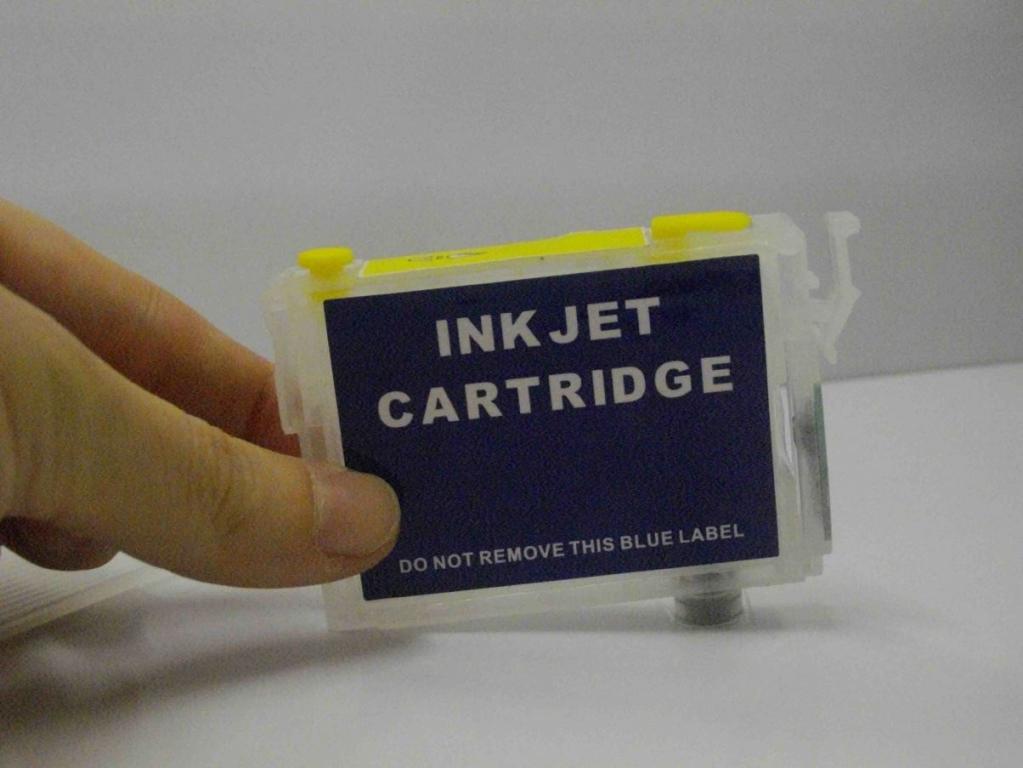 INKJET
CARTRIDGE
DO NOT REMOVE THIS BLUE LABEL